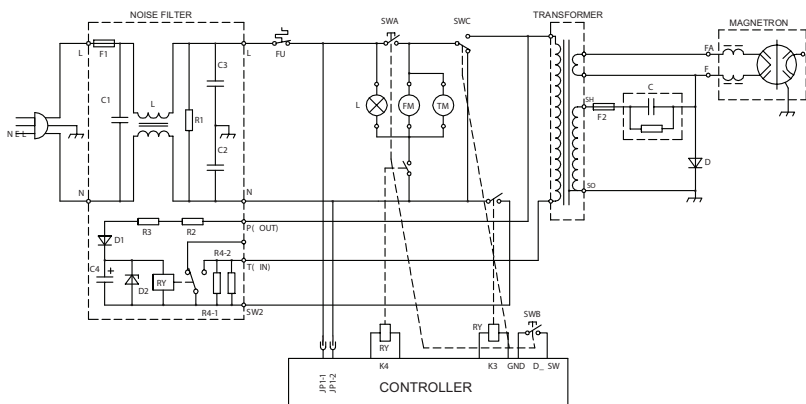 NOISE FILTER
SWA
SWC
TRANSFORMER
MAGNETRON
L
F1
L
FU
FA
F
C3
C1
L
R1
L
FM
TM
SH
F2
C
N E L
C2
D
N
N
SO
P( OUT)
R3
R2
D1
T( IN)
R4-2
C4
+
D2
RY
R4-1
SW2
SWB
RY
RY
K4
K3
GND
D_ SW
JP1-1
JP1-2
CONTROLLER